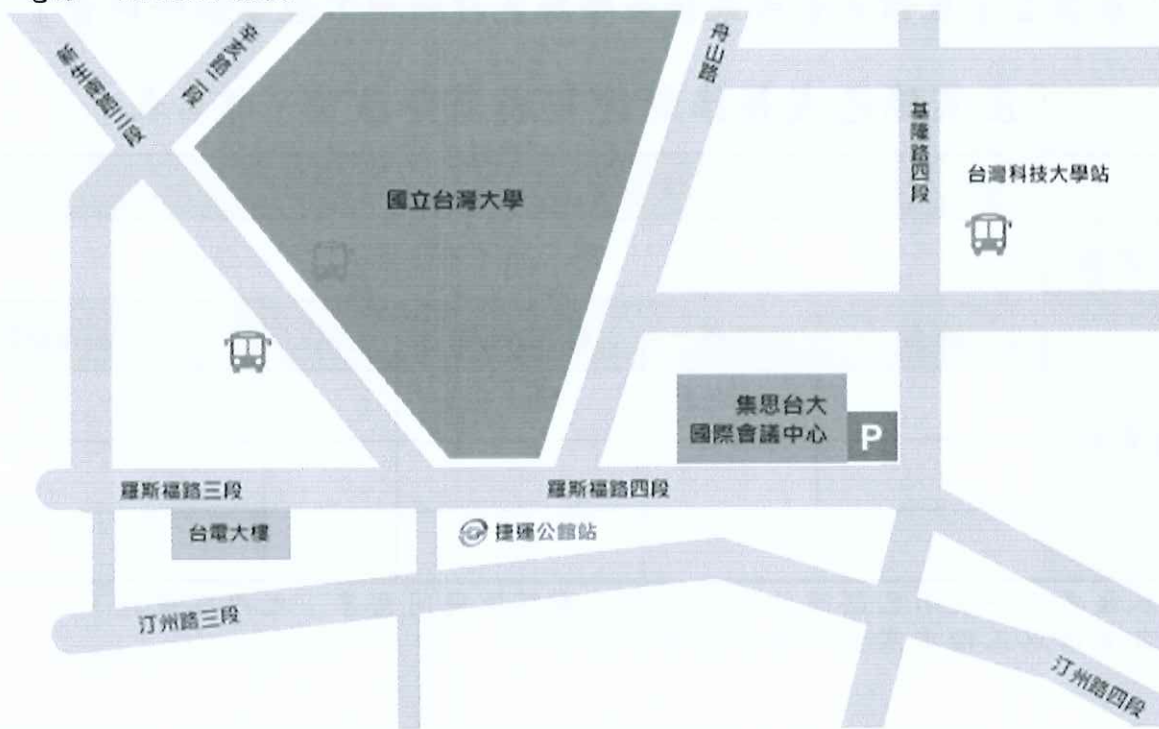 辛亥路二段
新生南路三段
舟山路
基隆路四段
國立台灣大學
台灣科技大學站
集思台大
國際會議中心
P
羅斯福路三段
羅斯福路四段
台電大樓
捷運公館站
汀州路三段
汀州路四段